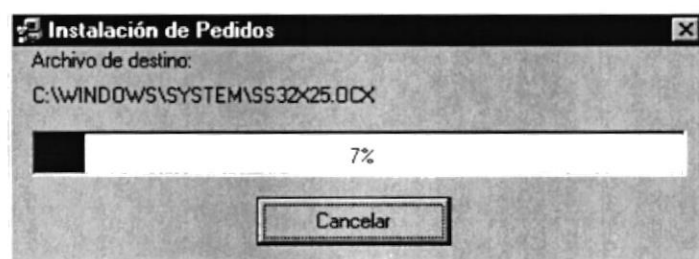 Instalación de Pedidos
Archivo de destino:
C:\WINDOWS\SYSTEM\SS32X25.OCX
7%
Cancelar